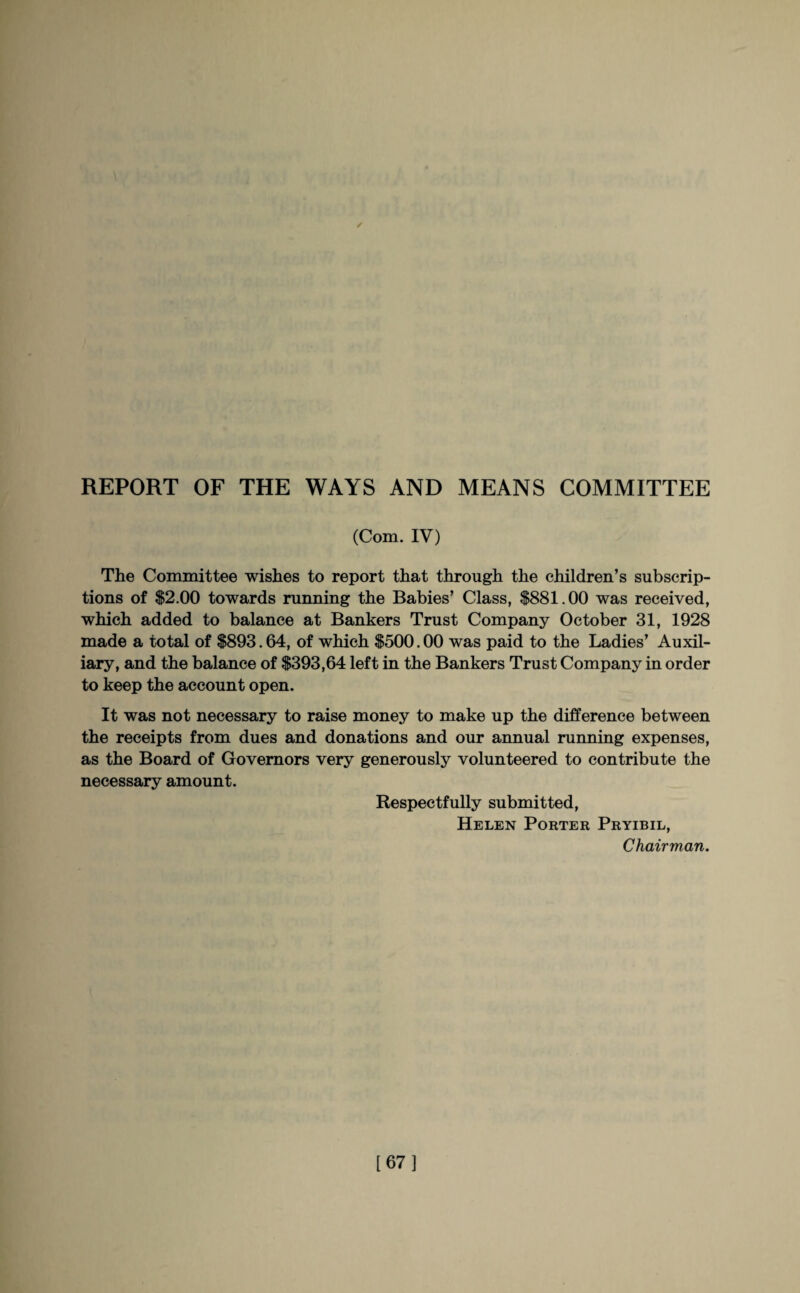 REPORT OF THE WAYS AND MEANS COMMITTEE
(Com. IV)
The Committee wishes to report that through the children's subscrip-
tions of $2.00 towards running the Babies' Class, $881.00 was received,
which added to balance at Bankers Trust Company October 31, 1928
made a total of $893.64, of which $500.00 was paid to the Ladies' Auxil-
iary, and the balance of $393,64 left in the Bankers Trust Company in order
to keep the account open.
It was not necessary to raise money to make up the difference between
the receipts from dues and donations and our annual running expenses,
as the Board of Governors very generously volunteered to contribute the
necessary amount.
Respectfully submitted,
Helen Porter Pryibil,
Chairman.
[67]